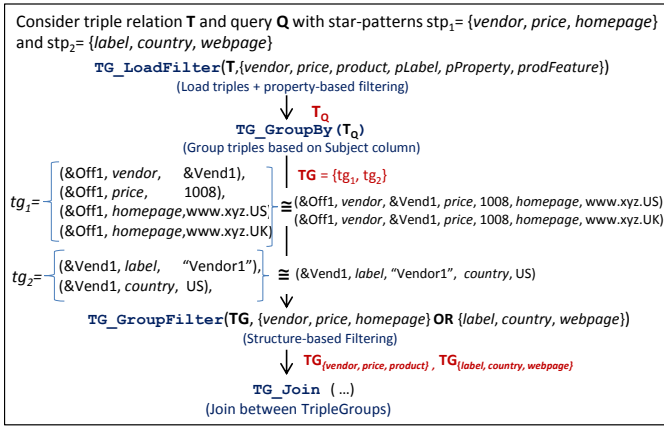 Consider triple relation T and query Q with star-patterns stp₁= {vendor, price, homepage}
and stp₂= {label, country, webpage}
TG_LoadFilter(T,{vendor, price, product, pLabel, pProperty, prodFeature})
(Load triples + property-based filtering)
T_Q
TG_GroupBy(T_Q)
(Group triples based on Subject column)
TG = {tg₁, tg₂}
tg₁=
(&Off1, vendor, &Vend1),
(&Off1, price, 1008),
(&Off1, homepage,www.xyz.US)
(&Off1, homepage,www.xyz.UK)
≅
(&Off1, vendor, &Vend1, price, 1008, homepage, www.xyz.US)
(&Off1, vendor, &Vend1, price, 1008, homepage, www.xyz.UK)
tg₂=
(&Vend1, label, “Vendor1”),
(&Vend1, country, US),
≅ (&Vend1, label, “Vendor1”, country, US)
TG_GroupFilter(TG, {vendor, price, homepage} OR {label, country, webpage})
(Structure-based Filtering)
TG{vendor, price, product} , TG{label, country, webpage}
TG_Join (…)
(Join between TripleGroups)